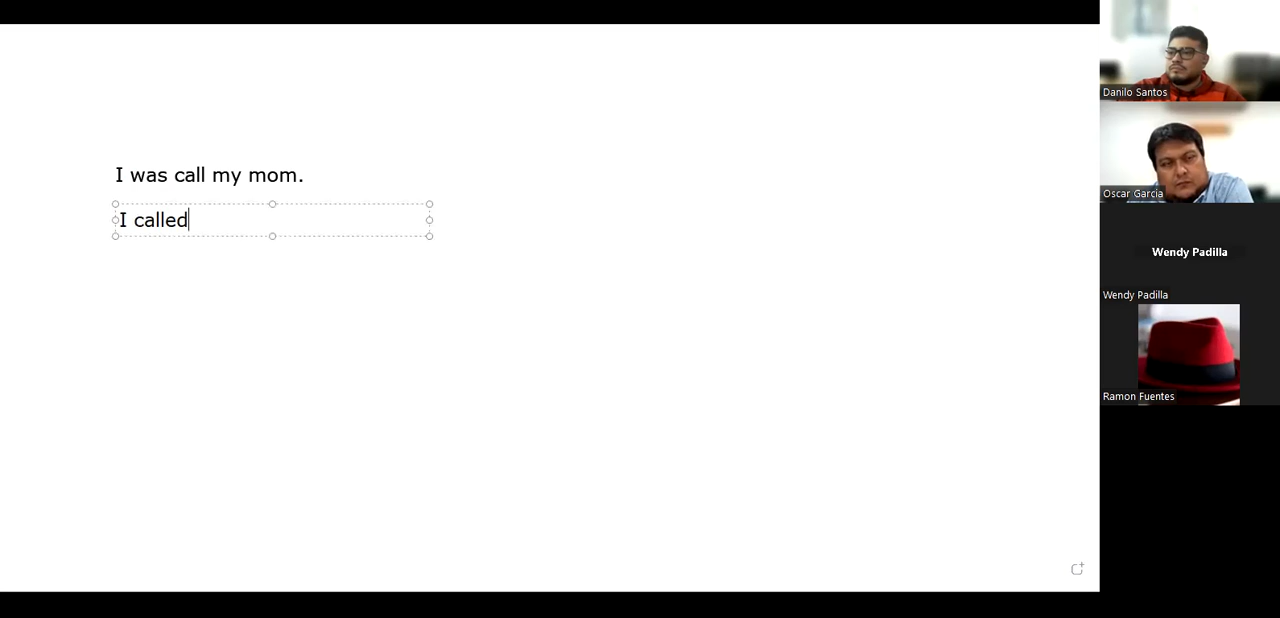 I was call my mom.
I called
Danilo Santos
Oscar Garcia
Wendy Padilla
Wendy Padilla
Ramon Fuentes